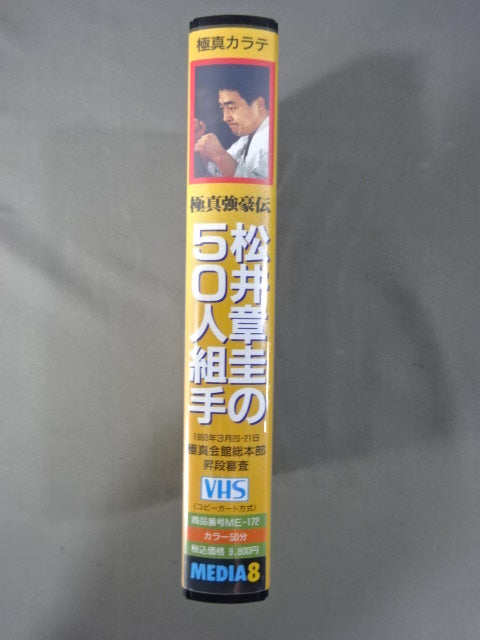 極真カラテ
極真強豪伝
松井章圭の
50人組手
1993年3月20・21日
極真会館総本部
昇段審査
VHS
(コピーガード方式)
商品番号ME-172
カラー50分
税込価格 9,800円
MEDIA8